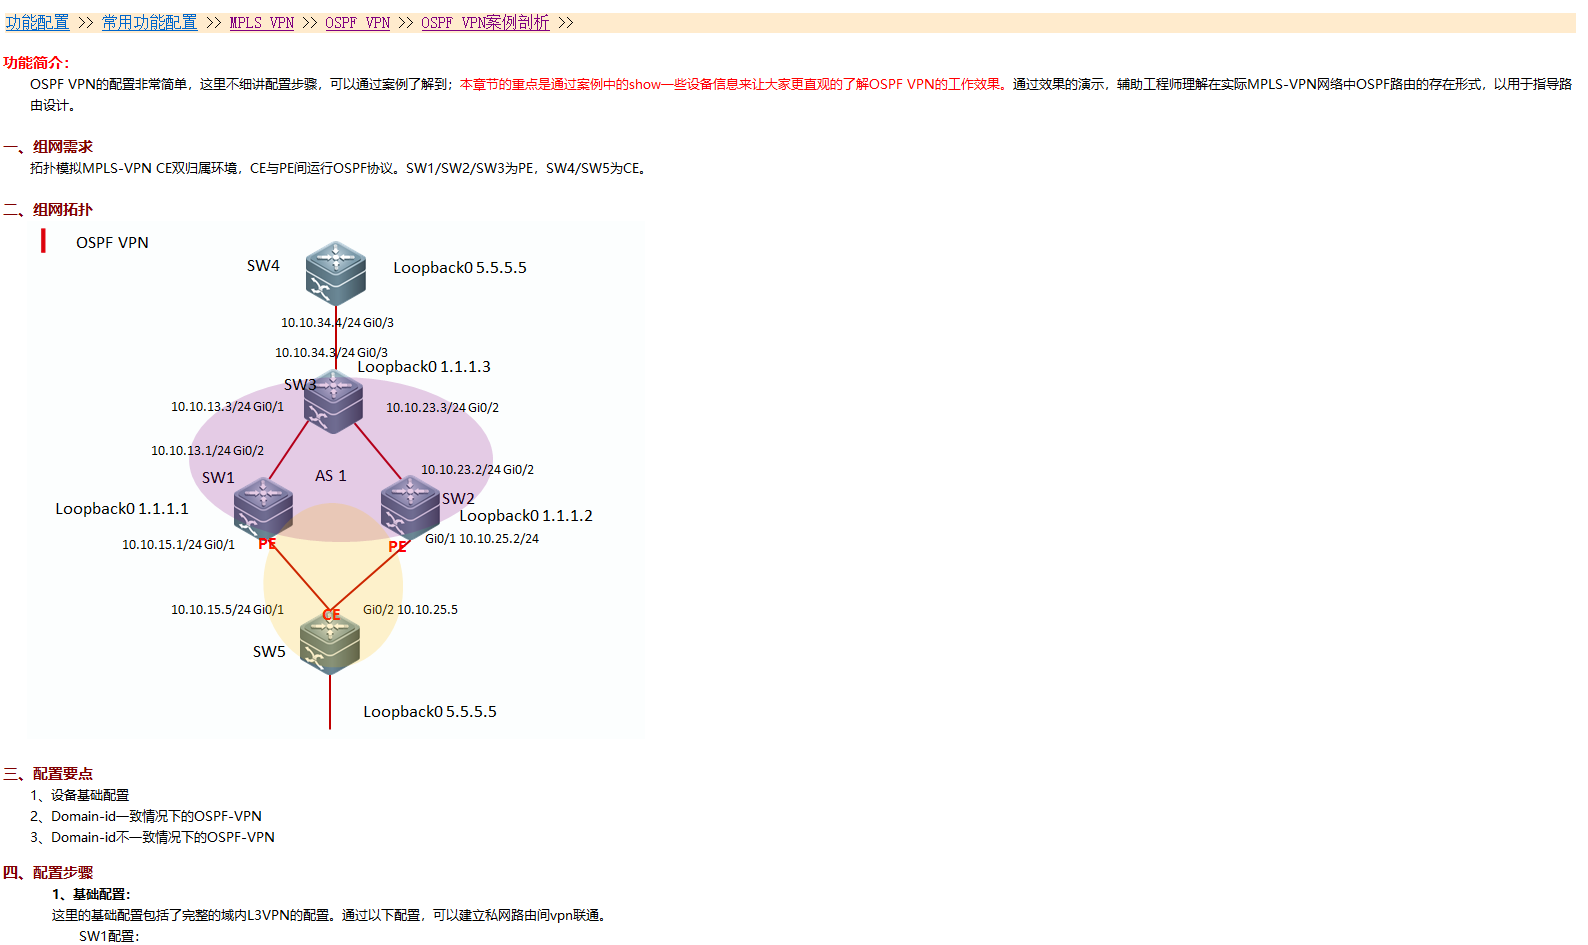 功能配置 >> 常用功能配置 >> MPLS VPN >> OSPF VPN >> OSPF VPN案例剖析 >>
功能简介：
OSPF VPN的配置非常简单，这里不细讲配置步骤，可以通过案例了解到；本章节的重点是通过案例中的show一些设备信息来让大家更直观的了解OSPF VPN的工作效果。通过效果的演示，辅助工程师理解在实际MPLS-VPN网络中OSPF路由的存在形式，以用于指导路
由设计。
一、组网需求
拓扑模拟MPLS-VPN CE双归属环境，CE与PE间运行OSPF协议。SW1/SW2/SW3为PE，SW4/SW5为CE。
二、组网拓扑
OSPF VPN
SW4
Loopback0 5.5.5.5
10.10.34.4/24 Gi0/3
10.10.34.3/24 Gi0/3
Loopback0 1.1.1.3
SW3
10.10.13.3/24 Gi0/1
10.10.23.3/24 Gi0/2
10.10.13.1/24 Gi0/2
10.10.23.2/24 Gi0/2
SW1
AS 1
SW2
Loopback0 1.1.1.1
Loopback0 1.1.1.2
10.10.15.1/24 Gi0/1
PE
PE
Gi0/1 10.10.25.2/24
10.10.15.5/24 Gi0/1
CE
Gi0/2 10.10.25.5
SW5
Loopback0 5.5.5.5
三、配置要点
1、设备基础配置
2、Domain-id一致情况下的OSPF-VPN
3、Domain-id不一致情况下的OSPF-VPN
四、配置步骤
1、基础配置：
这里的基础配置包括了完整的域内L3VPN的配置。通过以下配置，可以建立私网路由间vpn联通。
SW1配置：